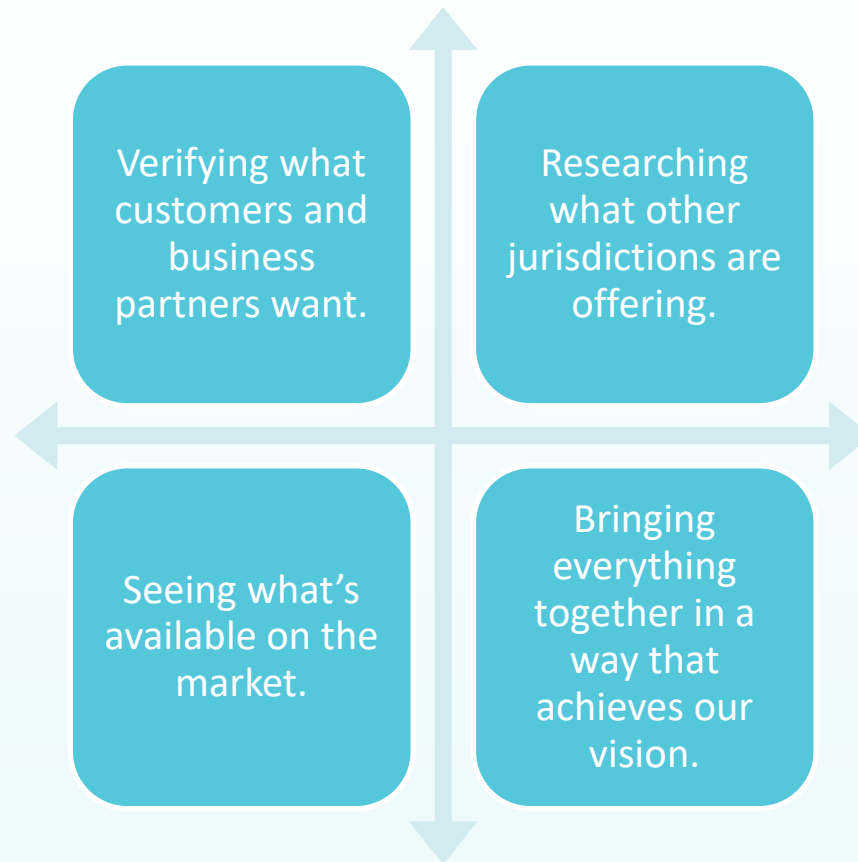 Verifying what
customers and
business
partners want.
Researching
what other
jurisdictions are
offering.
Seeing what’s
available on the
market.
Bringing
everything
together in a
way that
achieves our
vision.